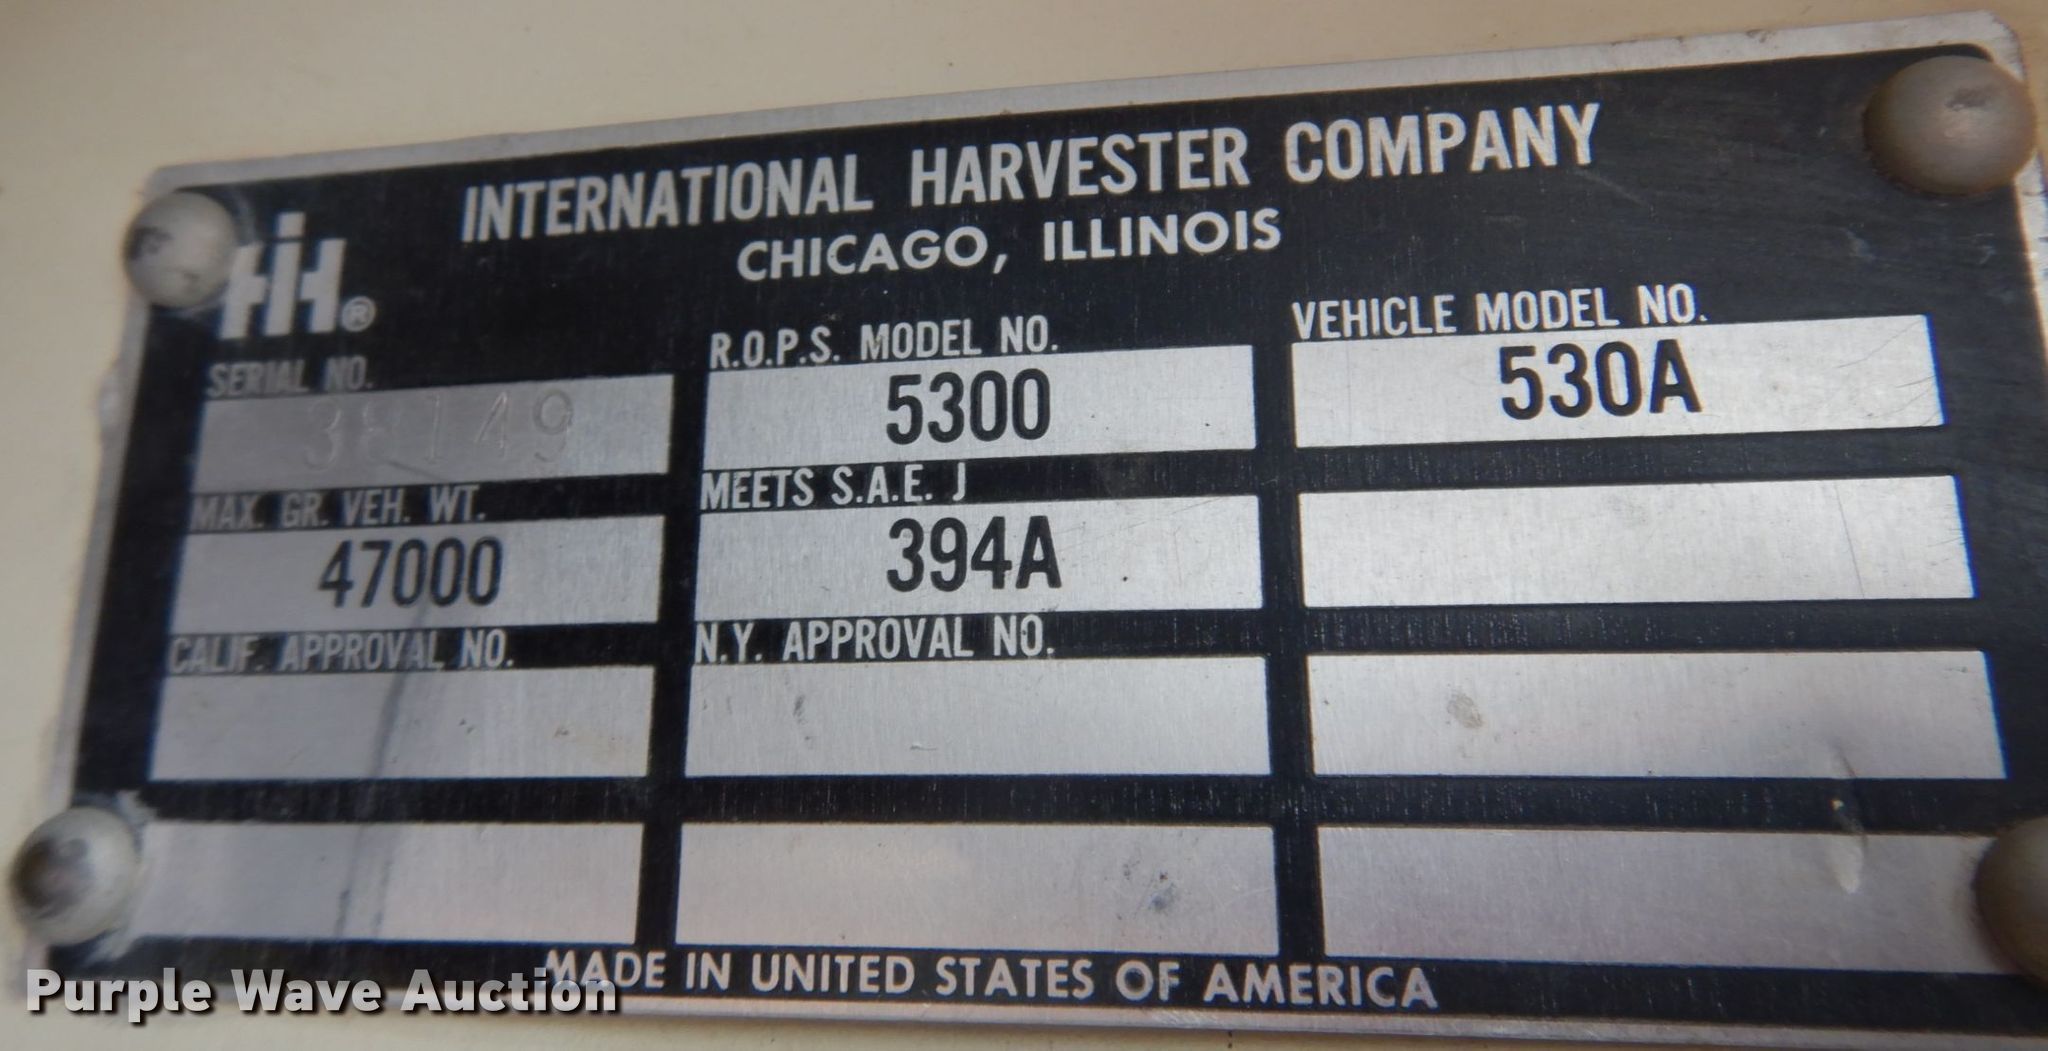 INTERNATIONAL HARVESTER COMPANY
CHICAGO, ILLINOIS
IH®
SERIAL NO.
38149
R.O.P.S. MODEL NO.
5300
VEHICLE MODEL NO.
530A
MAX. GR. VEH. WT.
47000
MEETS S.A.E. J
394A
CALIF. APPROVAL NO.
N.Y. APPROVAL NO.
MADE IN UNITED STATES OF AMERICA
Purple Wave Auction